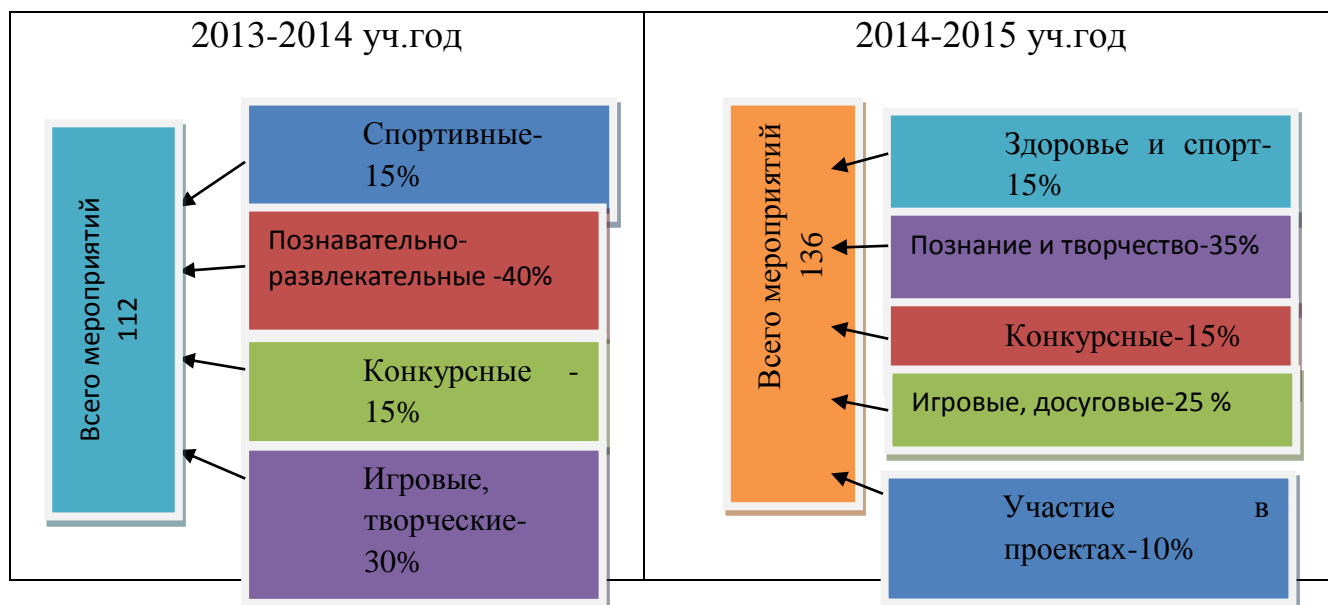 2013-2014 уч.год
Всего мероприятий
112
Спортивные-
15%
Познавательно-
развлекательные -40%
Конкурсные -
15%
Игровые,
творческие-
30%
2014-2015 уч.год
Всего мероприятий
136
Здоровье и спорт-
15%
Познание и творчество-35%
Конкурсные-15%
Игровые, досуговые-25 %
Участие в
проектах-10%